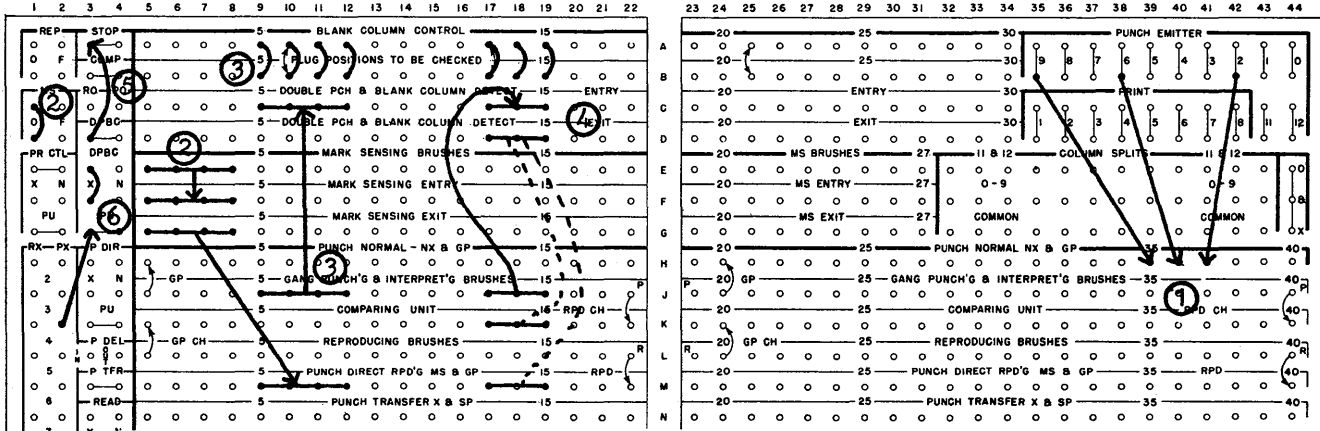 1 2 3 4 5 6 7 8 9 10 11 12 13 14 15 16 17 18 19 20 21 22 23 24 25 26 27 28 29 30 31 32 33 34 35 36 37 38 39 40 41 42 43 44
REP STOP 5 BLANK COLUMN CONTROL 15 20 25 30 PUNCH EMITTER
O F COMP ③ 5 PLUG POSITIONS TO BE CHECKED 15 20 25 30 9 8 7 6 5 4 3 2 1 0 A
⑤ B
② RO 5 DOUBLE PCH & BLANK COLUMN DETECT 15 ENTRY 20 ENTRY 25 30 PRINT
C
O F DPBC 5 DOUBLE PCH & BLANK COLUMN DETECT 15 ④ EXIT 20 EXIT 25 30 1 2 3 4 5 6 7 8 11 12
D
PR CTL DPBC ② 5 MARK SENSING BRUSHES 15 20 MS BRUSHES 27 11 & 12 COLUMN SPLITS 11 & 12
E
X N X N 5 MARK SENSING ENTRY 15 20 MS ENTRY 31 0-9 0-9
F
PU ⑥ 5 MARK SENSING EXIT 15 20 MS EXIT 27 COMMON COMMON
G X
RX PX P DIR 5 PUNCH NORMAL - NX & GP 15 20 25 PUNCH NORMAL NX & GP 35 40
H
2 X N GP 5 GANG PUNCH'G & INTERPRET'G BRUSHES 15 20 GP 25 GANG PUNCH'G & INTERPRET'G BRUSHES 35 40
③ P P J ① P
3 PU 5 COMPARING UNIT 15 RPD CH 20 25 COMPARING UNIT 35 RPD CH 40
K
4 P DEL GP CH 5 REPRODUCING BRUSHES 15 20 GP CH 25 REPRODUCING BRUSHES 35 40
R R L R
5 P TFR 5 PUNCH DIRECT RPD'G MS & GP 15 RPD 20 25 PUNCH DIRECT RPD'G MS & GP 35 RPD 40
M
6 READ 5 PUNCH TRANSFER X & SP 15 20 25 PUNCH TRANSFER X & SP 35 40
X N N